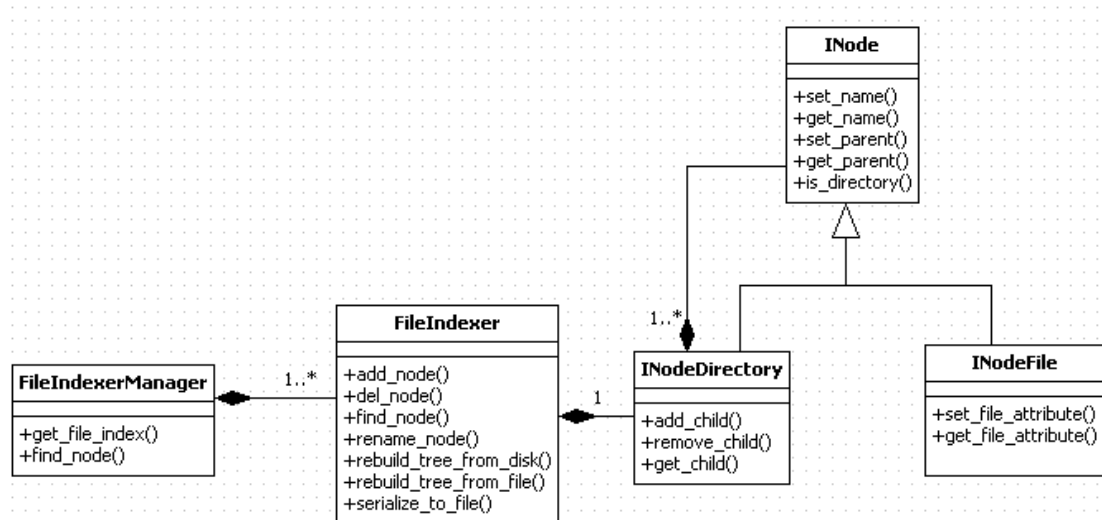 INode
+set_name()
+get_name()
+set_parent()
+get_parent()
+is_directory()
FileIndexerManager
+get_file_index()
+find_node()
1..*
FileIndexer
+add_node()
+del_node()
+find_node()
+rename_node()
+rebuild_tree_from_disk()
+rebuild_tree_from_file()
+serialize_to_file()
1
1..*
INodeDirectory
+add_child()
+remove_child()
+get_child()
INodeFile
+set_file_attribute()
+get_file_attribute()